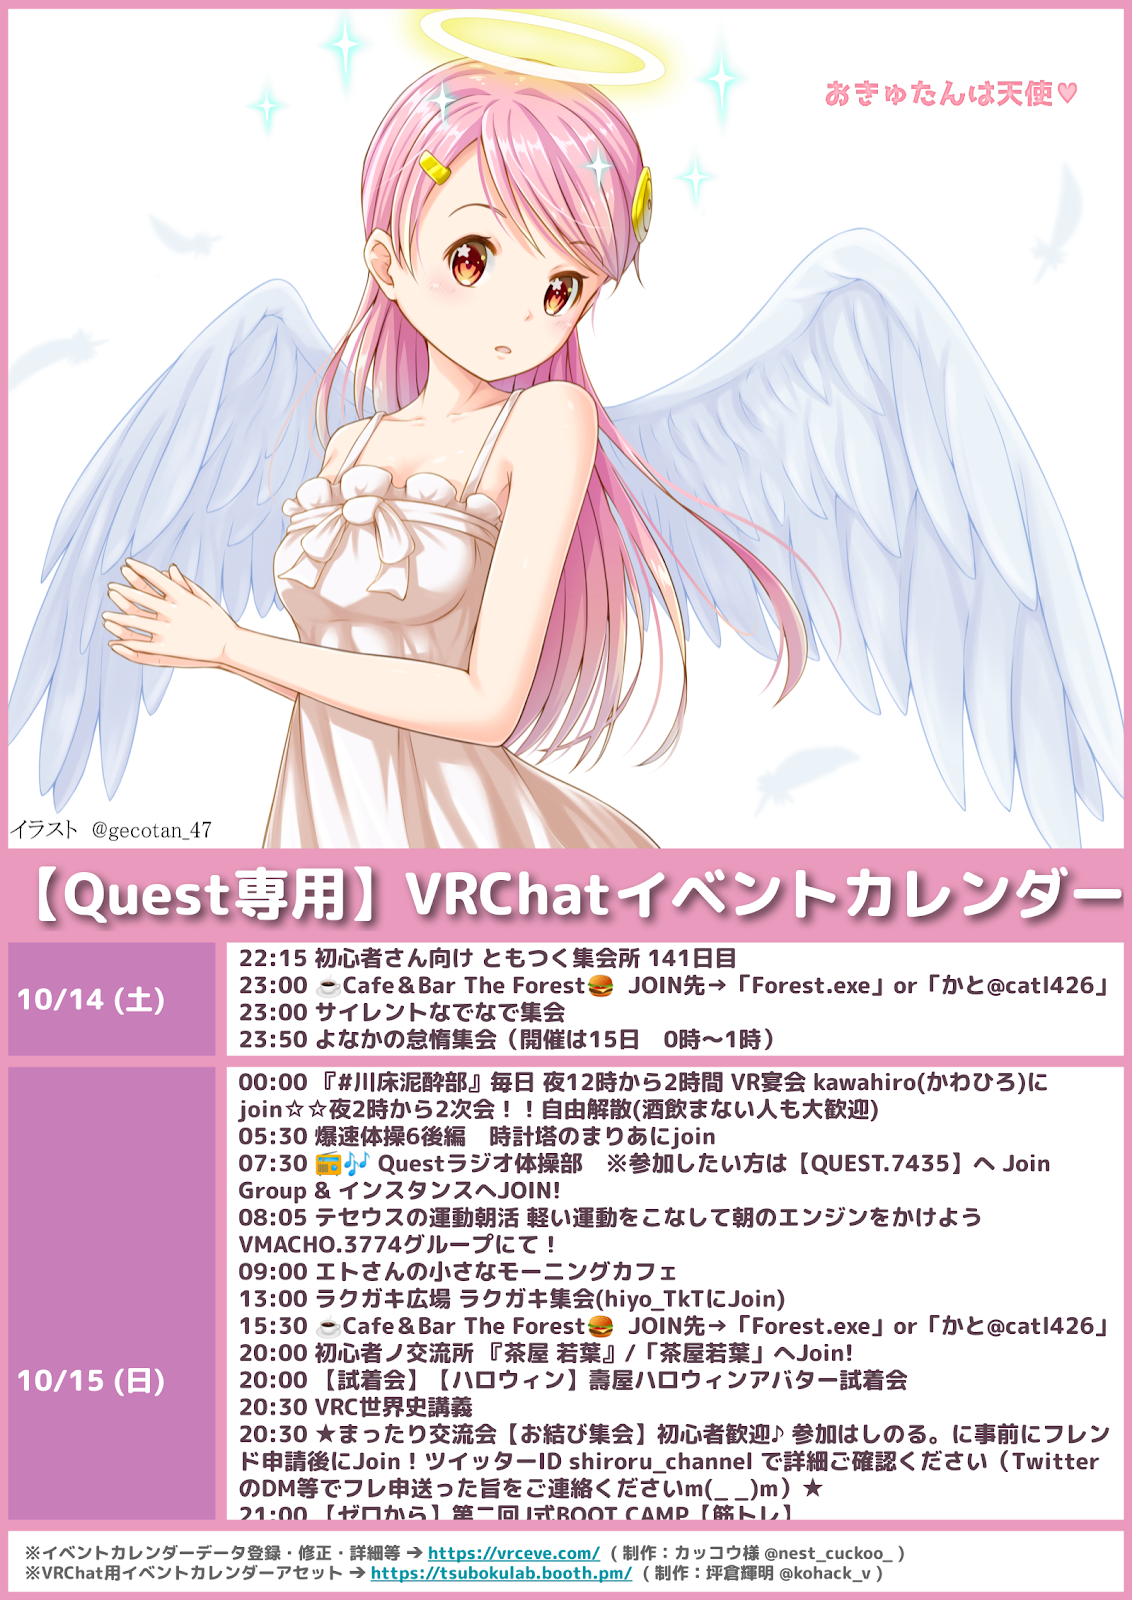 おきゅたんは天使♥
イラスト @gecotan_47
【Quest専用】VRChatイベントカレンダー
10/14 (土)
22:15 初心者さん向け ともつく集会所 141日目
23:00 ☕Cafe＆Bar The Forest🍔 JOIN先→「Forest.exe」or「かと@catl426」
23:00 サイレントなでなで集会
23:50 よなかの怠惰集会（開催は15日　0時〜1時）
10/15 (日)
00:00 『#川床泥酔部』毎日 夜12時から2時間 VR宴会 kawahiro(かわひろ)に
join☆☆夜2時から2次会！！自由解散(酒飲まない人も大歓迎)
05:30 爆速体操6後編　時計塔のまりあにjoin
07:30 📻🎶 Questラジオ体操部　※参加したい方は【QUEST.7435】へ Join
Group & インスタンスへJOIN!
08:05 テセウスの運動朝活 軽い運動をこなして朝のエンジンをかけよう
VMACHO.3774グループにて！
09:00 エトさんの小さなモーニングカフェ
13:00 ラクガキ広場 ラクガキ集会(hiyo_TkTにJoin)
15:30 ☕Cafe＆Bar The Forest🍔 JOIN先→「Forest.exe」or「かと@catl426」
20:00 初心者ノ交流所 『茶屋 若葉』/「茶屋若葉」へJoin!
20:00 【試着会】【ハロウィン】壽屋ハロウィンアバター試着会
20:30 VRC世界史講義
20:30 ★まったり交流会【お結び集会】初心者歓迎♪ 参加はしのる。に事前にフレン
ド申請後にJoin！ツイッターID shiroru_channel で詳細ご確認ください（Twitter
のDM等でフレ申送った旨をご連絡くださいm(_ _)m）★
21:00 【ゼロから】第二回J式BOOT CAMP【筋トレ】
※イベントカレンダーデータ登録・修正・詳細等 ➔ https://vrceve.com/ ( 制作：カッコウ様 @nest_cuckoo_ )
※VRChat用イベントカレンダーアセット ➔ https://tsubokulab.booth.pm/ ( 制作：坪倉輝明 @kohack_v )